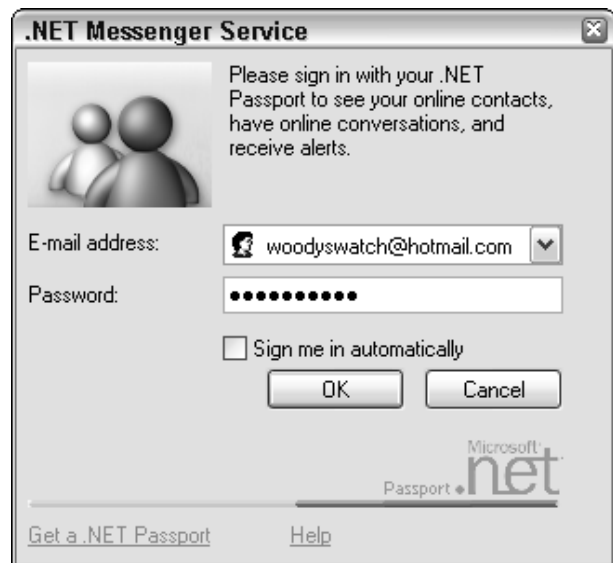 .NET Messenger Service
Please sign in with your .NET
Passport to see your online contacts,
have online conversations, and
receive alerts.
E-mail address:
woodyswatch@hotmail.com
Password:
●●●●●●●●●●
Sign me in automatically
OK
Cancel
Microsoft
Passport .net
Get a .NET Passport
Help